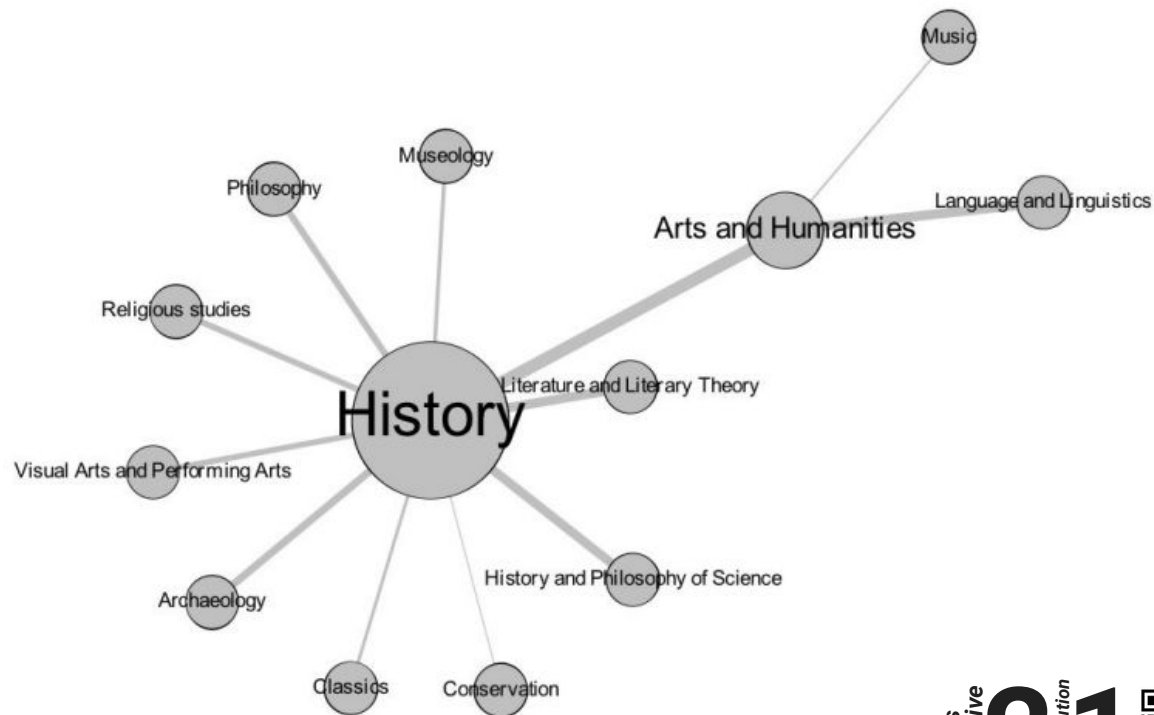 Music
Museology
Philosophy
Language and Linguistics
Arts and Humanities
Religious studies
Literature and Literary Theory
History
Visual Arts and Performing Arts
History and Philosophy of Science
Archaeology
Classics
Conservation